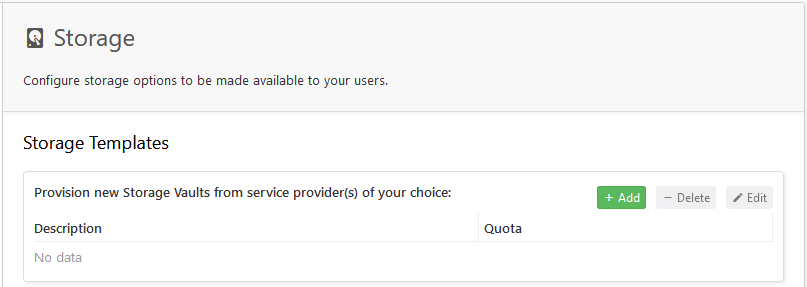 Storage
Configure storage options to be made available to your users.
Storage Templates
Provision new Storage Vaults from service provider(s) of your choice:
+ Add
− Delete
Edit
Description
Quota
No data